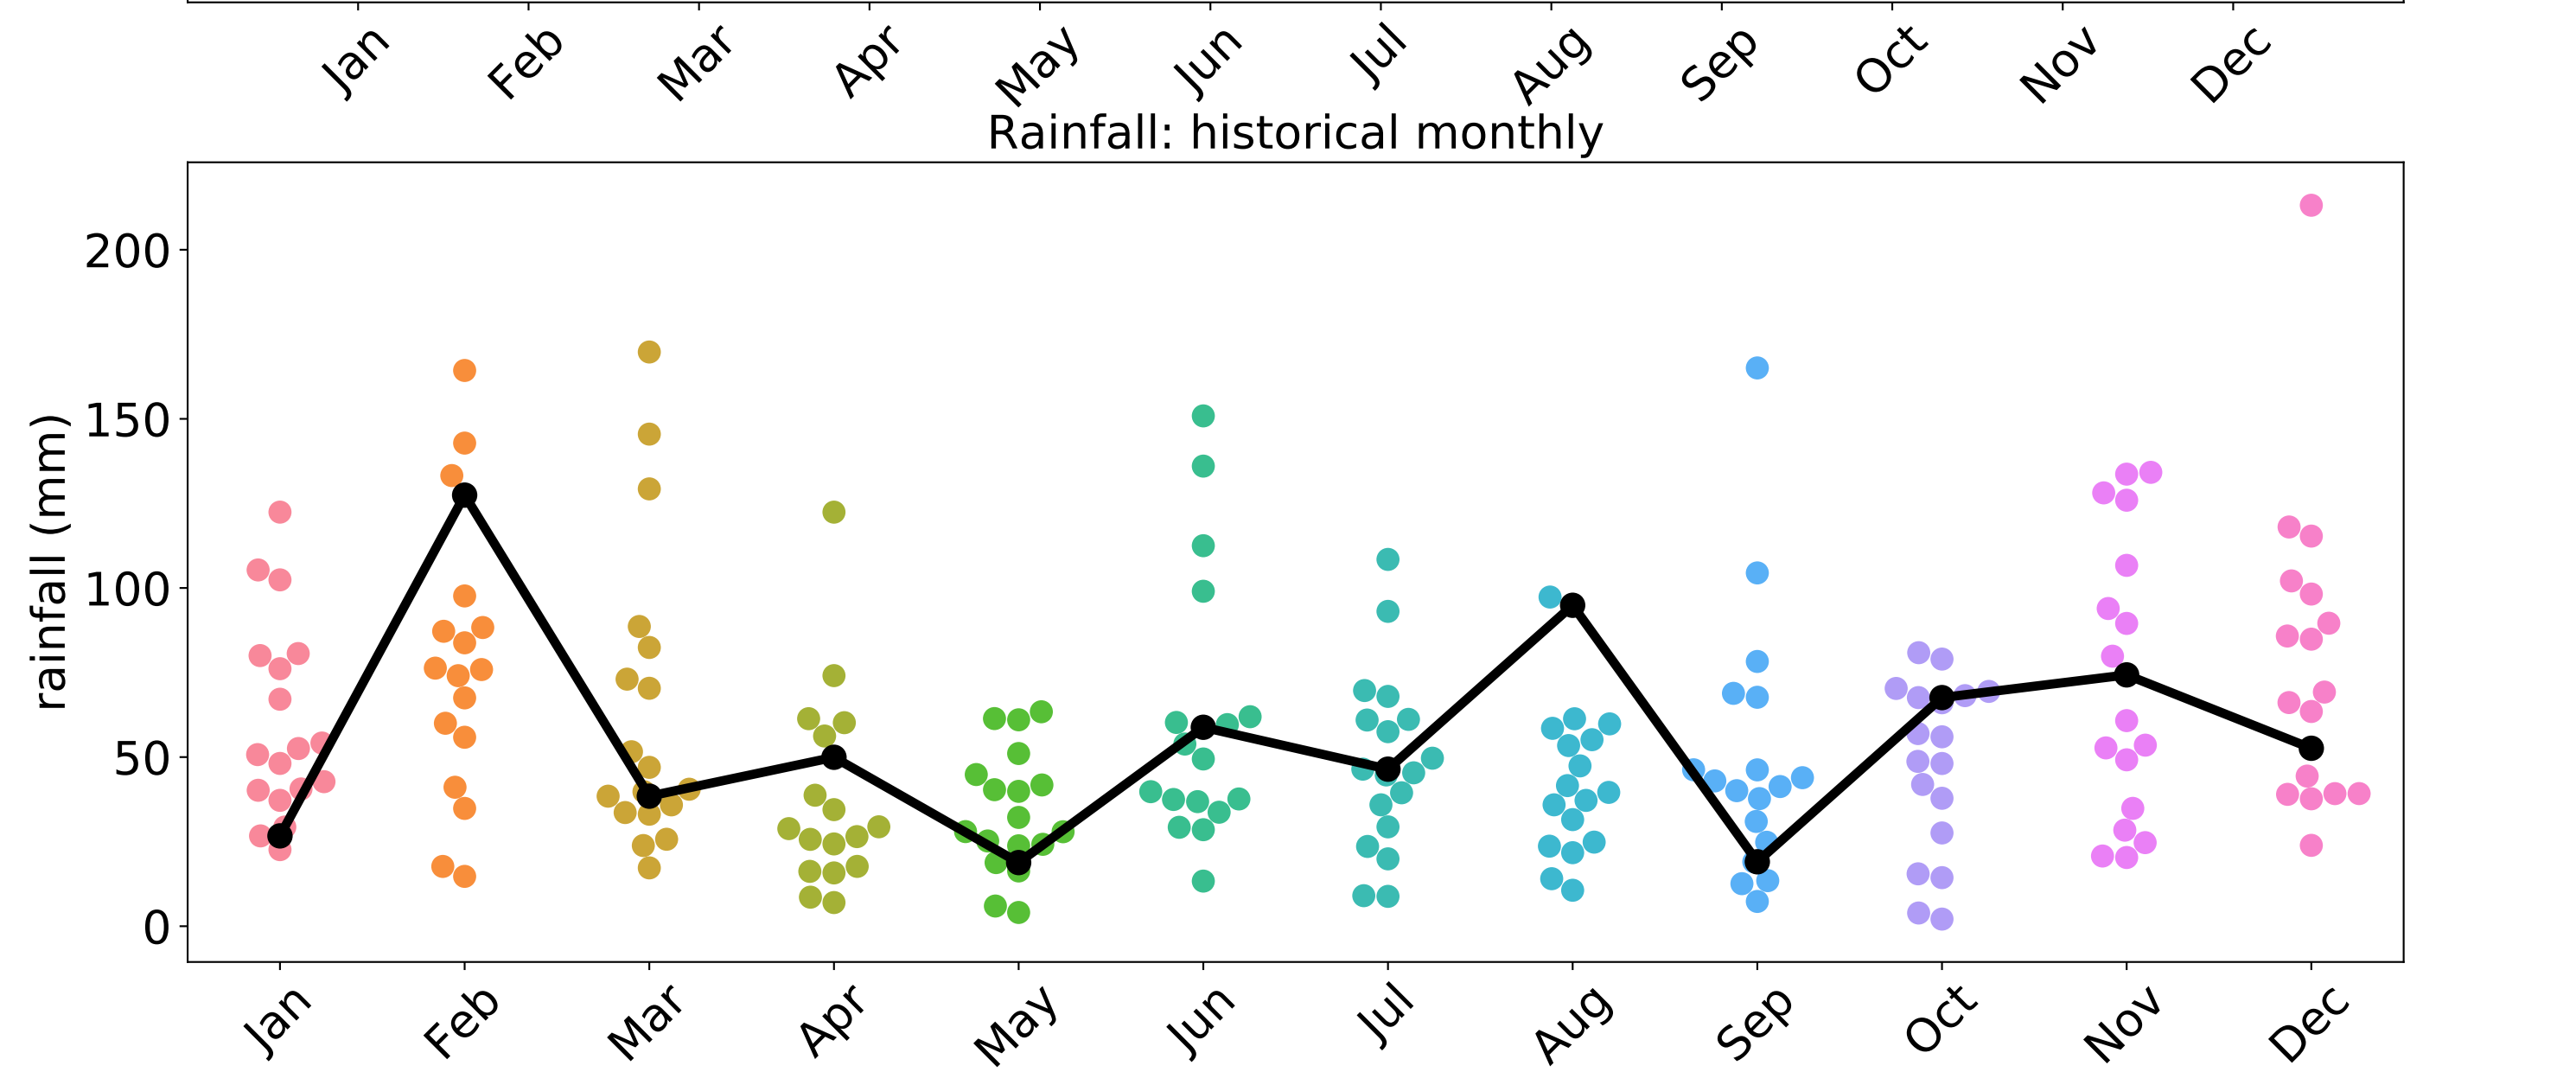 Jan Feb Mar Apr May Jun Jul Aug Sep Oct Nov Dec
Rainfall: historical monthly
rainfall (mm)
200
150
100
50
0
Jan Feb Mar Apr May Jun Jul Aug Sep Oct Nov Dec